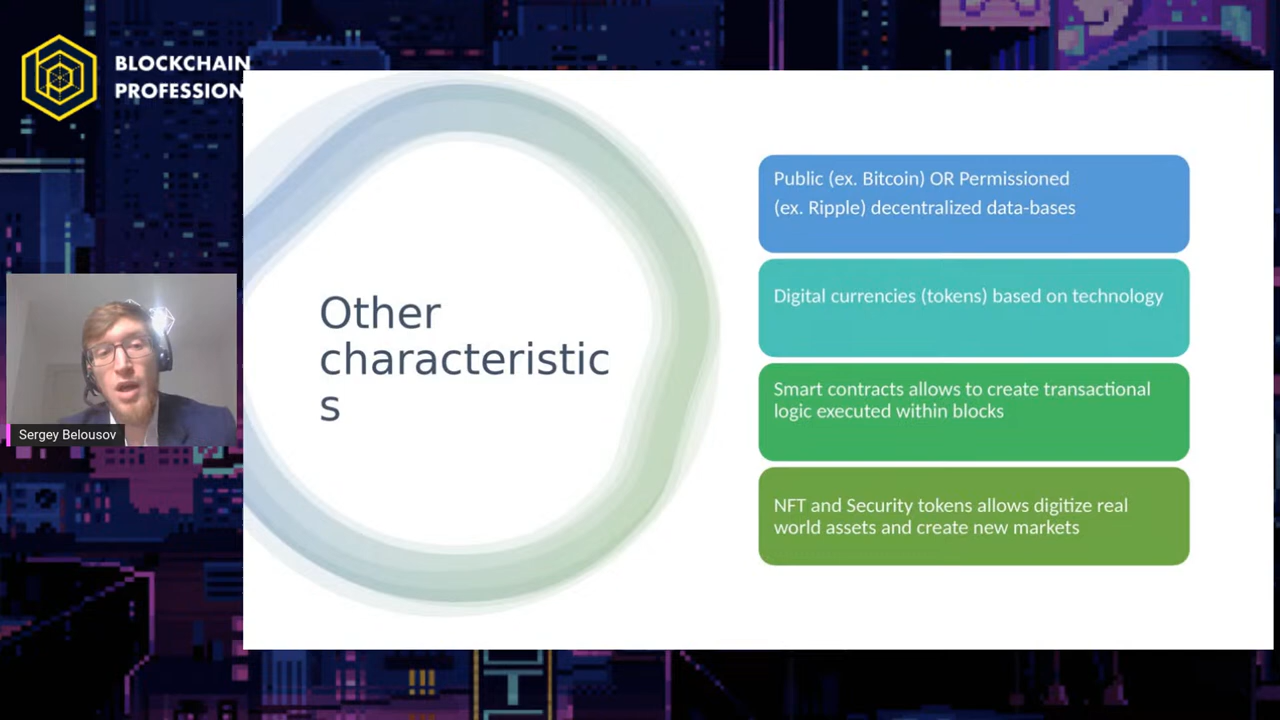 BLOCKCHAIN
PROFESSION
Other
characteristic
s
Public (ex. Bitcoin) OR Permissioned
(ex. Ripple) decentralized data-bases
Digital currencies (tokens) based on technology
Smart contracts allows to create transactional
logic executed within blocks
NFT and Security tokens allows digitize real
world assets and create new markets
Sergey Belousov